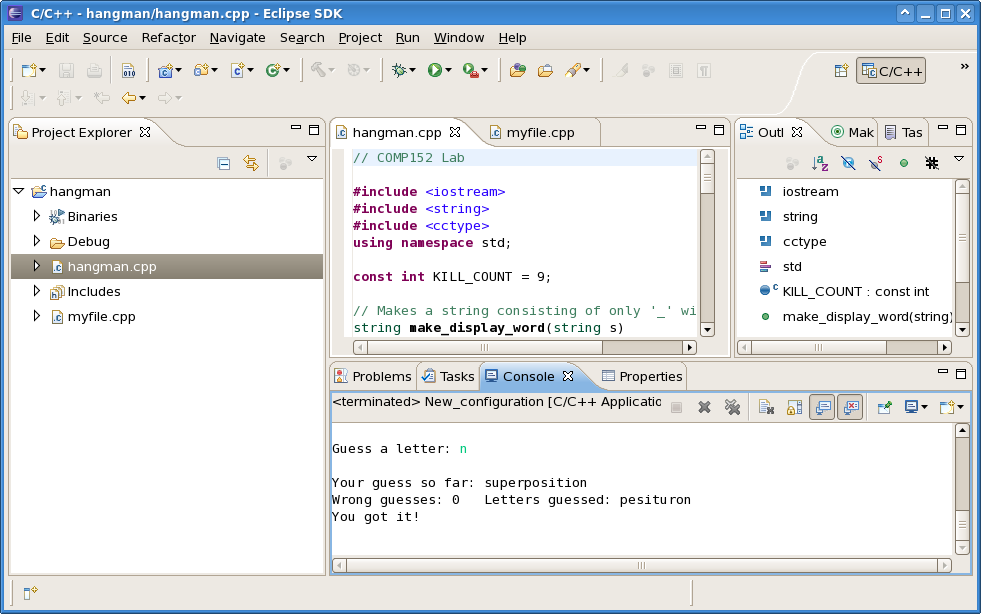 C/C++ - hangman/hangman.cpp - Eclipse SDK
File Edit Source Refactor Navigate Search Project Run Window Help
C/C++ »
Project Explorer
hangman
Binaries
Debug
hangman.cpp
Includes
myfile.cpp
hangman.cpp myfile.cpp
// COMP152 Lab
#include <iostream>
#include <string>
#include <cctype>
using namespace std;
const int KILL_COUNT = 9;
// Makes a string consisting of only '_' wi
string make_display_word(string s)
Outl Mak Tas
iostream
string
cctype
std
KILL_COUNT : const int
make_display_word(string)
Problems Tasks Console Properties
<terminated> New_configuration [C/C++ Applicatio
Guess a letter: n
Your guess so far: superposition
Wrong guesses: 0 Letters guessed: pesituron
You got it!